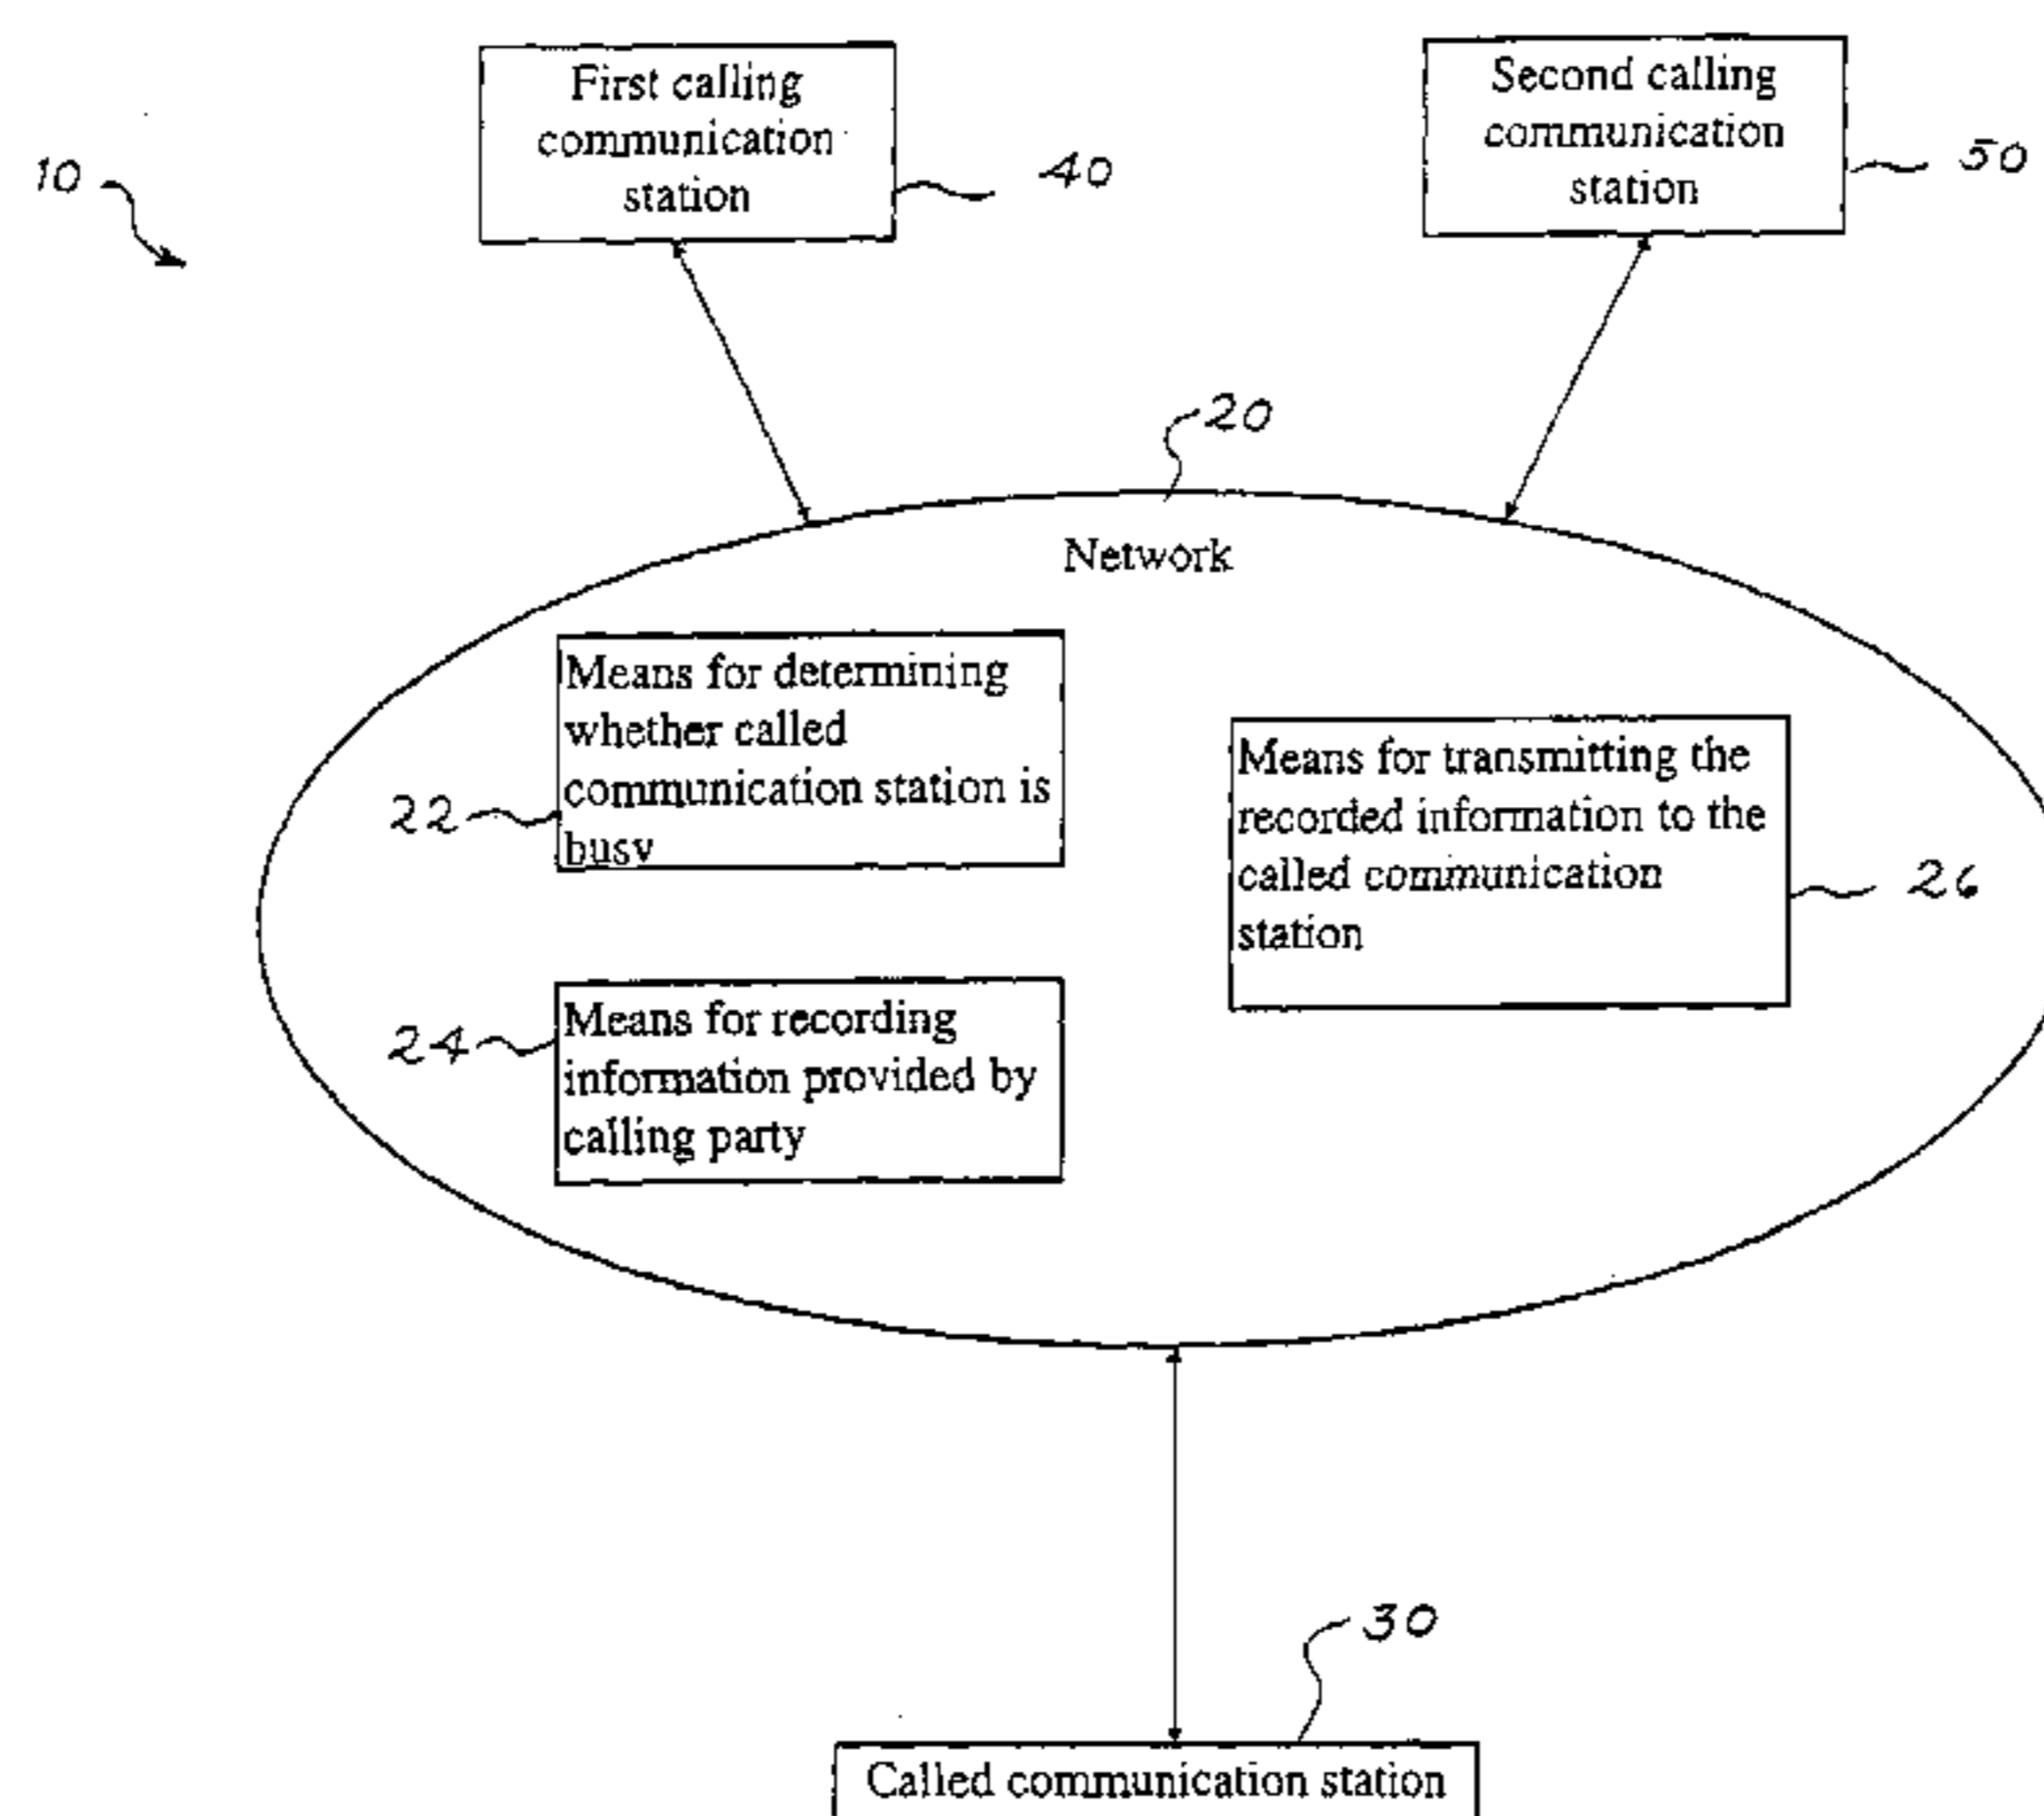 First calling
communication
station
Second calling
communication
station
10
40
50
20
Network
Means for determining
whether called
communication station is
busy
22
Means for transmitting the
recorded information to the
called communication
station
26
Means for recording
information provided by
calling party
24
30
Called communication station